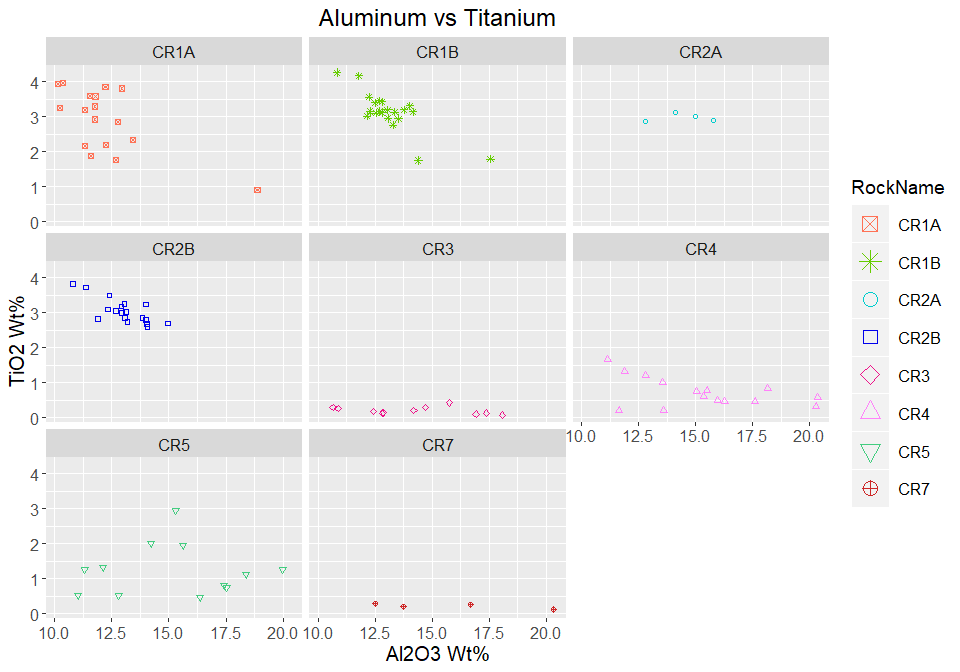 Aluminum vs Titanium
CR1A
CR1B
CR2A
4
3
2
1
0
CR2B
CR3
CR4
4
3
2
1
0
10.0 12.5 15.0 17.5 20.0
CR5
CR7
4
3
2
1
0
10.0 12.5 15.0 17.5 20.0
10.0 12.5 15.0 17.5 20.0
TiO2 Wt%
Al2O3 Wt%
RockName
CR1A
CR1B
CR2A
CR2B
CR3
CR4
CR5
CR7